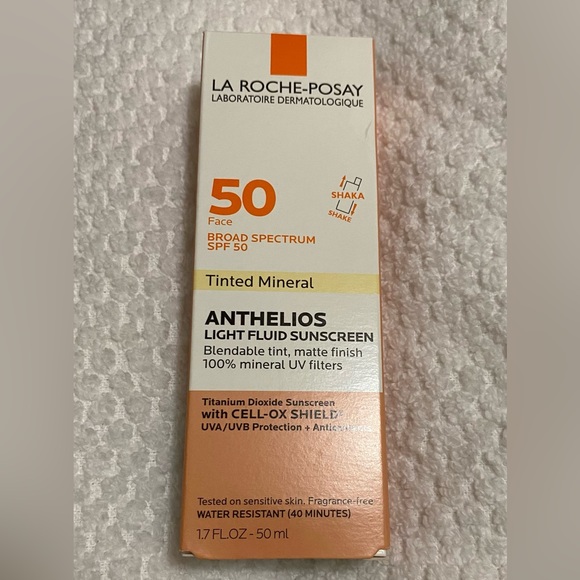 LA ROCHE-POSAY
LABORATOIRE DERMATOLOGIQUE
50
Face
BROAD SPECTRUM
SPF 50
SHAKA
SHAKE
Tinted Mineral
ANTHELIOS
LIGHT FLUID SUNSCREEN
Blendable tint, matte finish
100% mineral UV filters
Titanium Dioxide Sunscreen
with CELL-OX SHIELD®
UVA/UVB Protection +
Tested on sensitive skin. Fragrance-free
WATER RESISTANT (40 MINUTES)
1.7 FL.OZ - 50 ml